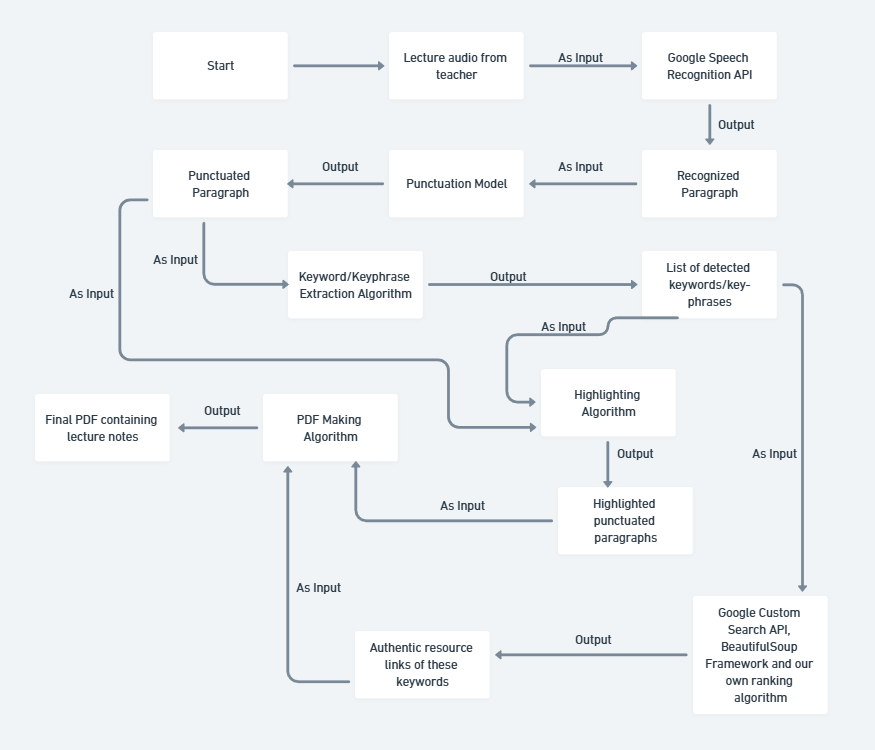 Start
Lecture audio from
teacher
As Input
Google Speech
Recognition API
Output
Punctuated
Paragraph
Output
Punctuation Model
As Input
Recognized
Paragraph
As Input
As Input
Keyword/Keyphrase
Extraction Algorithm
Output
List of detected
keywords/key-
phrases
As Input
Highlighting
Algorithm
Final PDF containing
lecture notes
Output
PDF Making
Algorithm
Output
As Input
As Input
Highlighted
punctuated
paragraphs
As Input
Authentic resource
links of these
keywords
Output
Google Custom
Search API,
BeautifulSoup
Framework and our
own ranking
algorithm